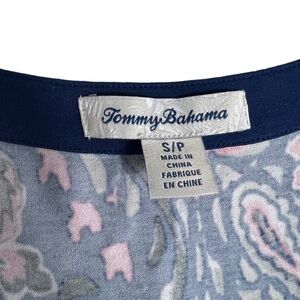 Tommy Bahama
S/P
MADE IN
CHINA
FABRIQUE
EN CHINE